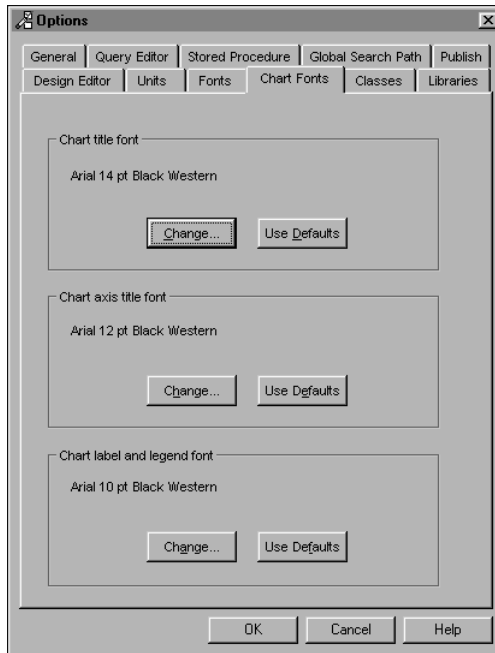 Options
General Query Editor Stored Procedure Global Search Path Publish
Design Editor Units Fonts Chart Fonts Classes Libraries
Chart title font
Arial 14 pt Black Western
Change... Use Defaults
Chart axis title font
Arial 12 pt Black Western
Change... Use Defaults
Chart label and legend font
Arial 10 pt Black Western
Change... Use Defaults
OK Cancel Help